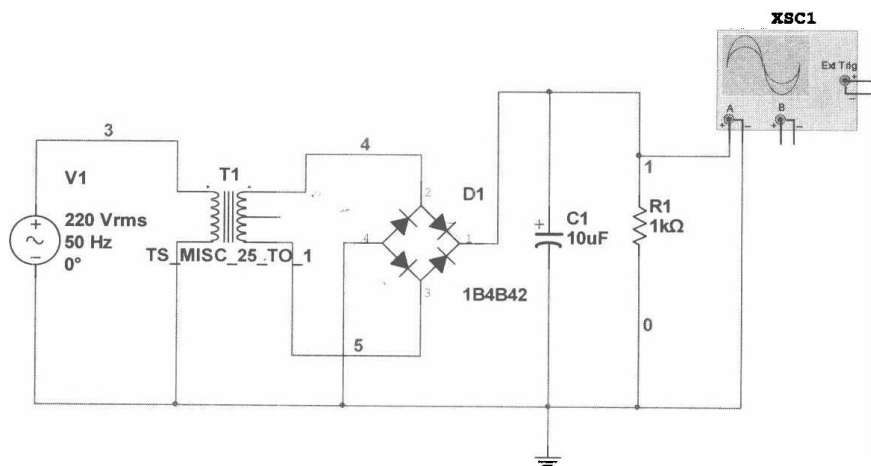 XSC1
Ext Trig
+
-
A
B
+
-
+
-
3
4
V1
T1
D1
1
220 Vrms
50 Hz
0°
+
-
TS_MISC_25_TO_1
2
4
1
3
1B4B42
+
C1
10uF
R1
1kΩ
5
0